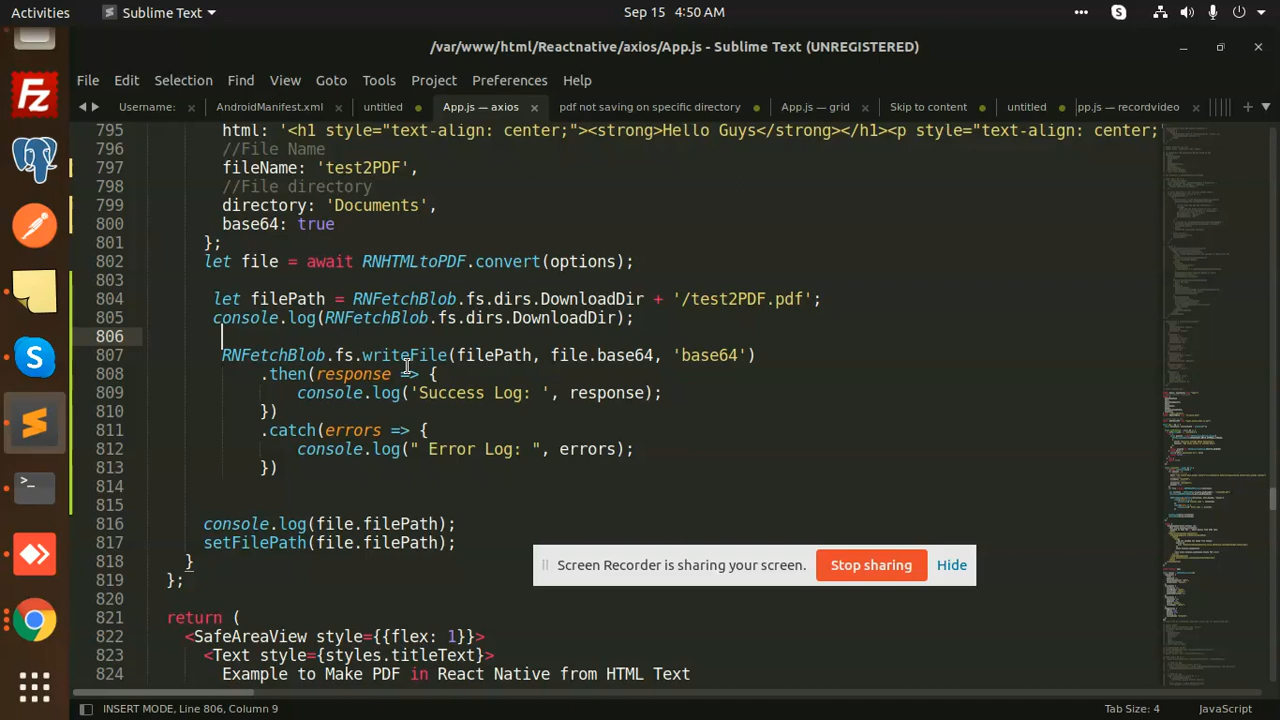 Activities
Sublime Text
Sep 15 4:50 AM
/var/www/html/Reactnative/axios/App.js - Sublime Text (UNREGISTERED)
File Edit Selection Find View Goto Tools Project Preferences Help
Username: AndroidManifest.xml untitled App.js — axios pdf not saving on specific directory App.js — grid Skip to content untitled pp.js — recordvideo
795 html: '<h1 style="text-align: center;"><strong>Hello Guys</strong></h1><p style="text-align: center;
796 //File Name
797 fileName: 'test2PDF',
798 //File directory
799 directory: 'Documents',
800 base64: true
801 };
802 let file = await RNHTMLtoPDF.convert(options);
803
804 let filePath = RNFetchBlob.fs.dirs.DownloadDir + '/test2PDF.pdf';
805 console.log(RNFetchBlob.fs.dirs.DownloadDir);
806
807 RNFetchBlob.fs.writeFile(filePath, file.base64, 'base64')
808 .then(response => {
809 console.log('Success Log: ', response);
810 })
811 .catch(errors => {
812 console.log(" Error Log: ", errors);
813 })
814
815
816 console.log(file.filePath);
817 setFilePath(file.filePath);
818 }
819 };
820
821 return (
822 <SafeAreaView style={{flex: 1}}>
823 <Text style={styles.titleText}>
824 Example to Make PDF in React Native from HTML Text
Screen Recorder is sharing your screen. Stop sharing Hide
INSERT MODE, Line 806, Column 9
Tab Size: 4
JavaScript